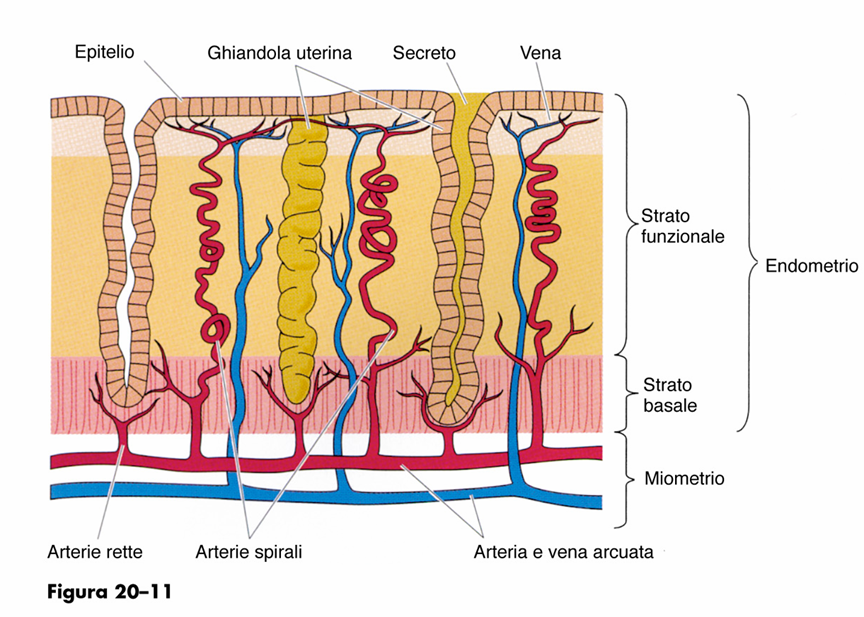 Epitelio
Ghiandola uterina
Secreto
Vena
Strato
funzionale
Endometrio
Strato
basale
Miometrio
Arterie rette
Arterie spirali
Arteria e vena arcuata
Figura 20–11